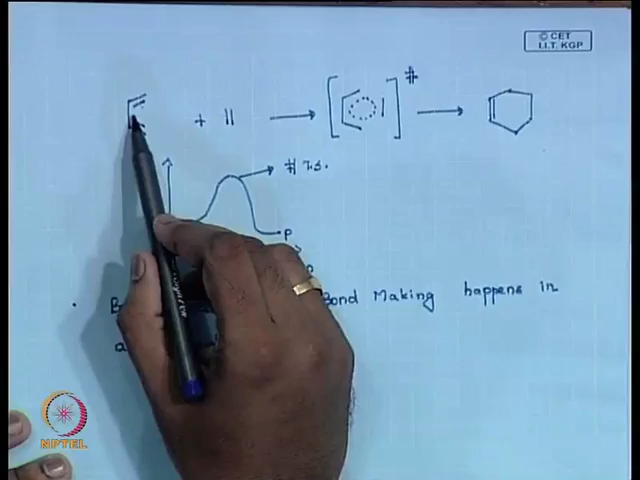 © CET
I.I.T. KGP
+
#
# T.S.
P
Bond Making happens in
NPTEL